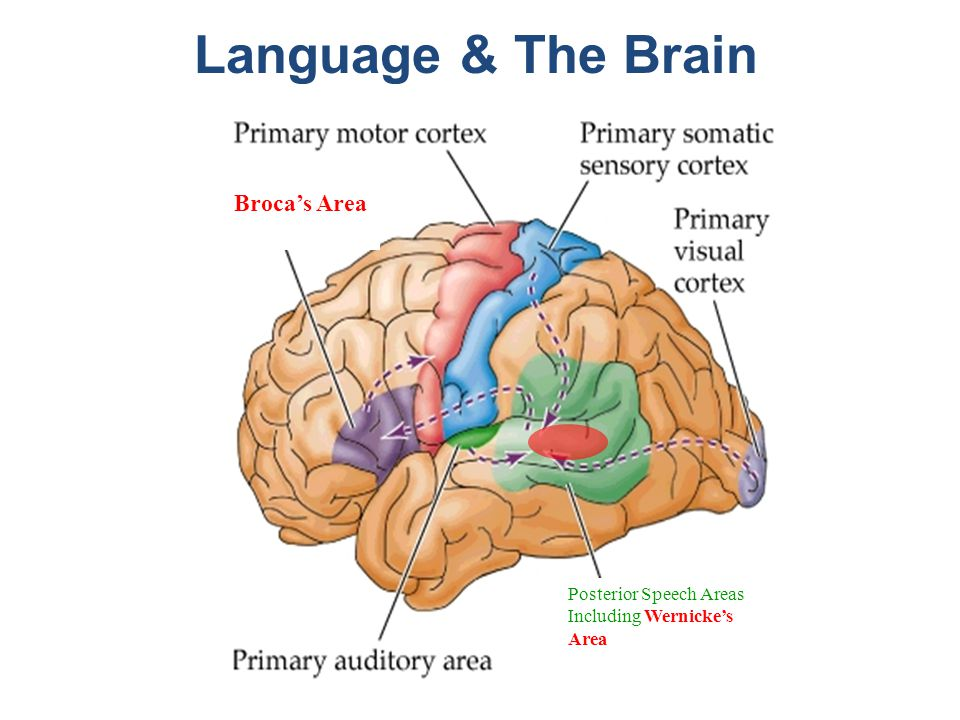 Language & The Brain
Primary motor cortex
Primary somatic
sensory cortex
Broca’s Area
Primary
visual
cortex
Posterior Speech Areas
Including Wernicke’s
Area
Primary auditory area